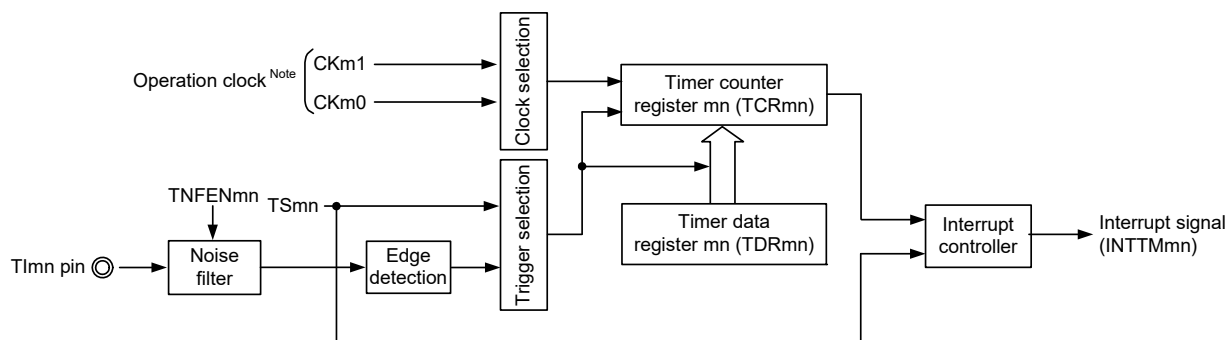 Operation clock Note
CKm1
CKm0
Clock selection
Timer counter
register mn (TCRmn)
TNFENmn
TSmn
Trigger selection
Timer data
register mn (TDRmn)
Interrupt
controller
Interrupt signal
(INTTMmn)
TImn pin
Noise
filter
Edge
detection